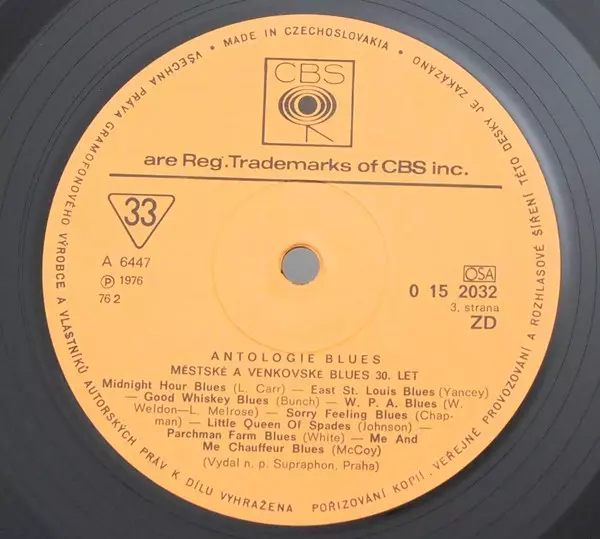 • MADE IN CZECHOSLOVAKIA •
VŠECHNA PRÁVA GRAMOFONOVÉHO VÝROBCE A VLASTNÍKŮ AUTORSKÝCH PRÁV K DÍLU VYHRAŽENA POŘIZOVÁNÍ KOPIÍ, VEŘEJNÉ PROVOZOVÁNÍ A ROZHLASOVÉ ŠÍŘENÍ TÉTO DESKY JE ZAKÁZÁNO
CBS
are Reg.Trademarks of CBS inc.
33
A 6447
Ⓟ 1976
76 2
OSA
0 15 2032
3. strana
ZD
ANTOLOGIE BLUES
MĚSTSKÉ A VENKOVSKÉ BLUES 30. LET
Midnight Hour Blues (L. Carr) — East St. Louis Blues (Yancey)
— Good Whiskey Blues (Bunch) — W. P. A. Blues (W.
Weldon—L. Melrose) — Sorry Feeling Blues (Chap-
man) — Little Queen Of Spades (Johnson) —
Parchman Farm Blues (White) — Me And
Me Chauffeur Blues (McCoy)
(Vydal n. p. Supraphon, Praha)